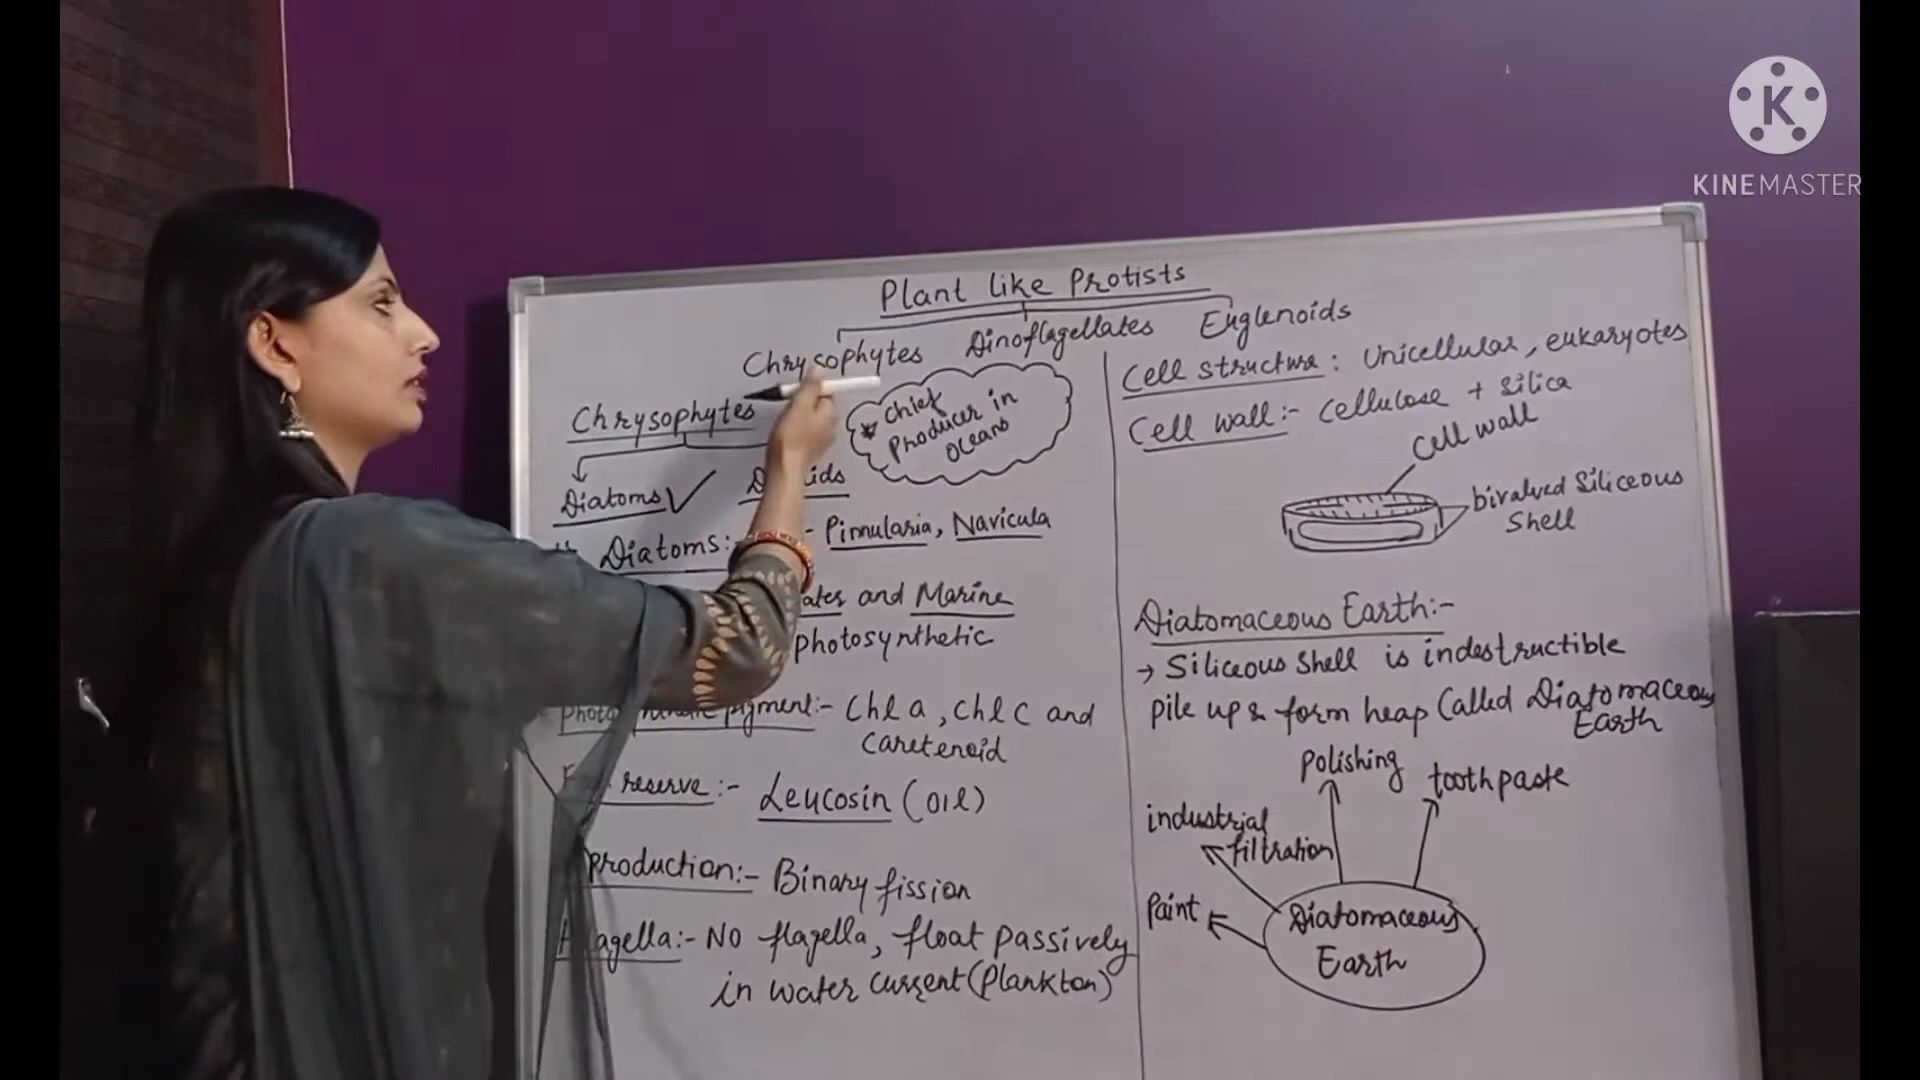 K
KINEMASTER
Plant like Protists
Chrysophytes Dinoflagellates Euglenoids
Chrysophytes
* Chief
Producer in
Oceans
Diatoms ✓
Diatoms:- Pinnularia, Navicula
and Marine
photosynthetic
pigment:- Chl a, Chl c and
Caretenoid
reserve:- Leucosin (oil)
production:- Binary fission
agella:- No flagella, float passively
in water current (Plankton)
Cell structure: Unicellular, eukaryotes
Cell wall:- Cellulose + Silica
Cell wall
bivalved Siliceous
Shell
Diatomaceous Earth:-
→ Siliceous Shell is indestructible
pile up & form heap Called Diatomaceous
Earth
polishing
toothpaste
industrial
filtration
Paint
Diatomaceous
Earth